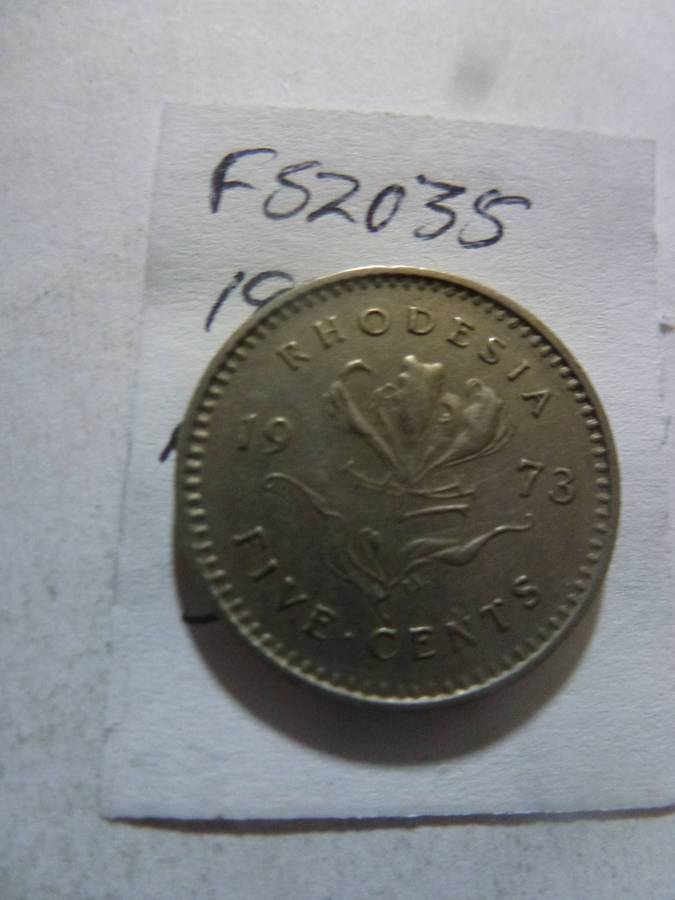 FS2035
19
RHODESIA
19 73
FIVE · CENTS